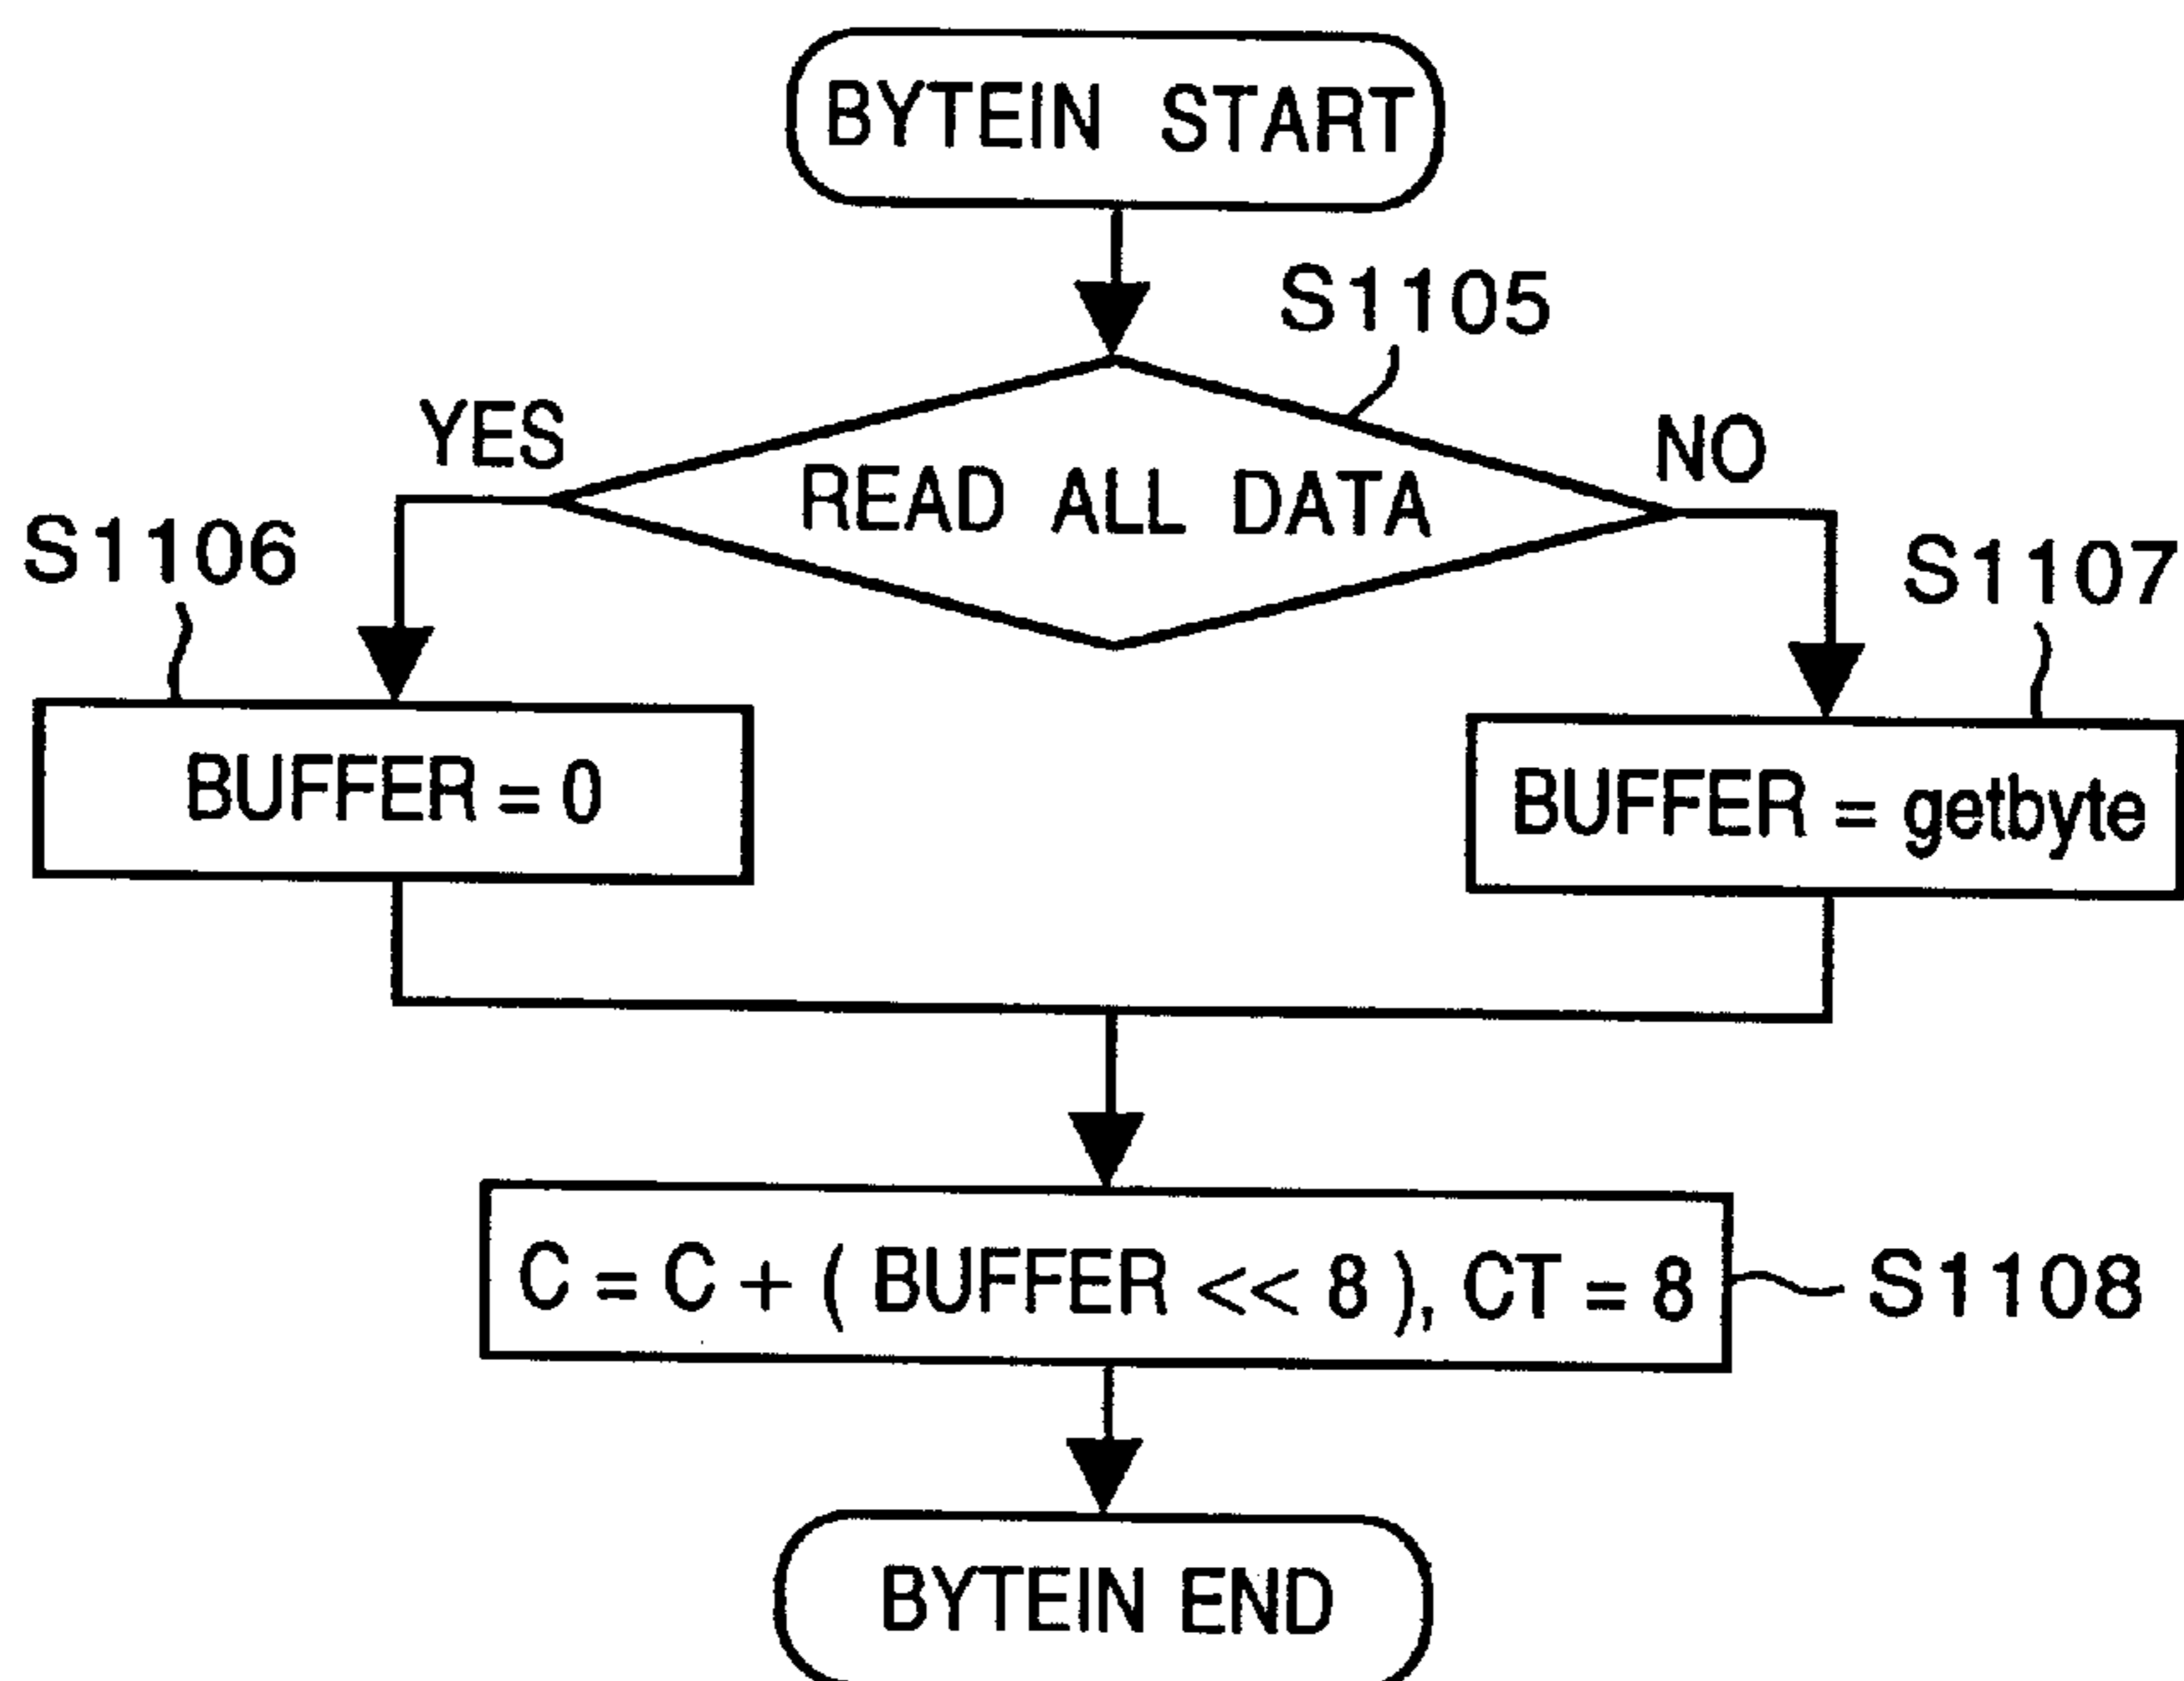 BYTEIN START
S1105
YES
READ ALL DATA
NO
S1106
S1107
BUFFER = 0
BUFFER = getbyte
C = C + ( BUFFER << 8 ), CT = 8
S1108
BYTEIN END